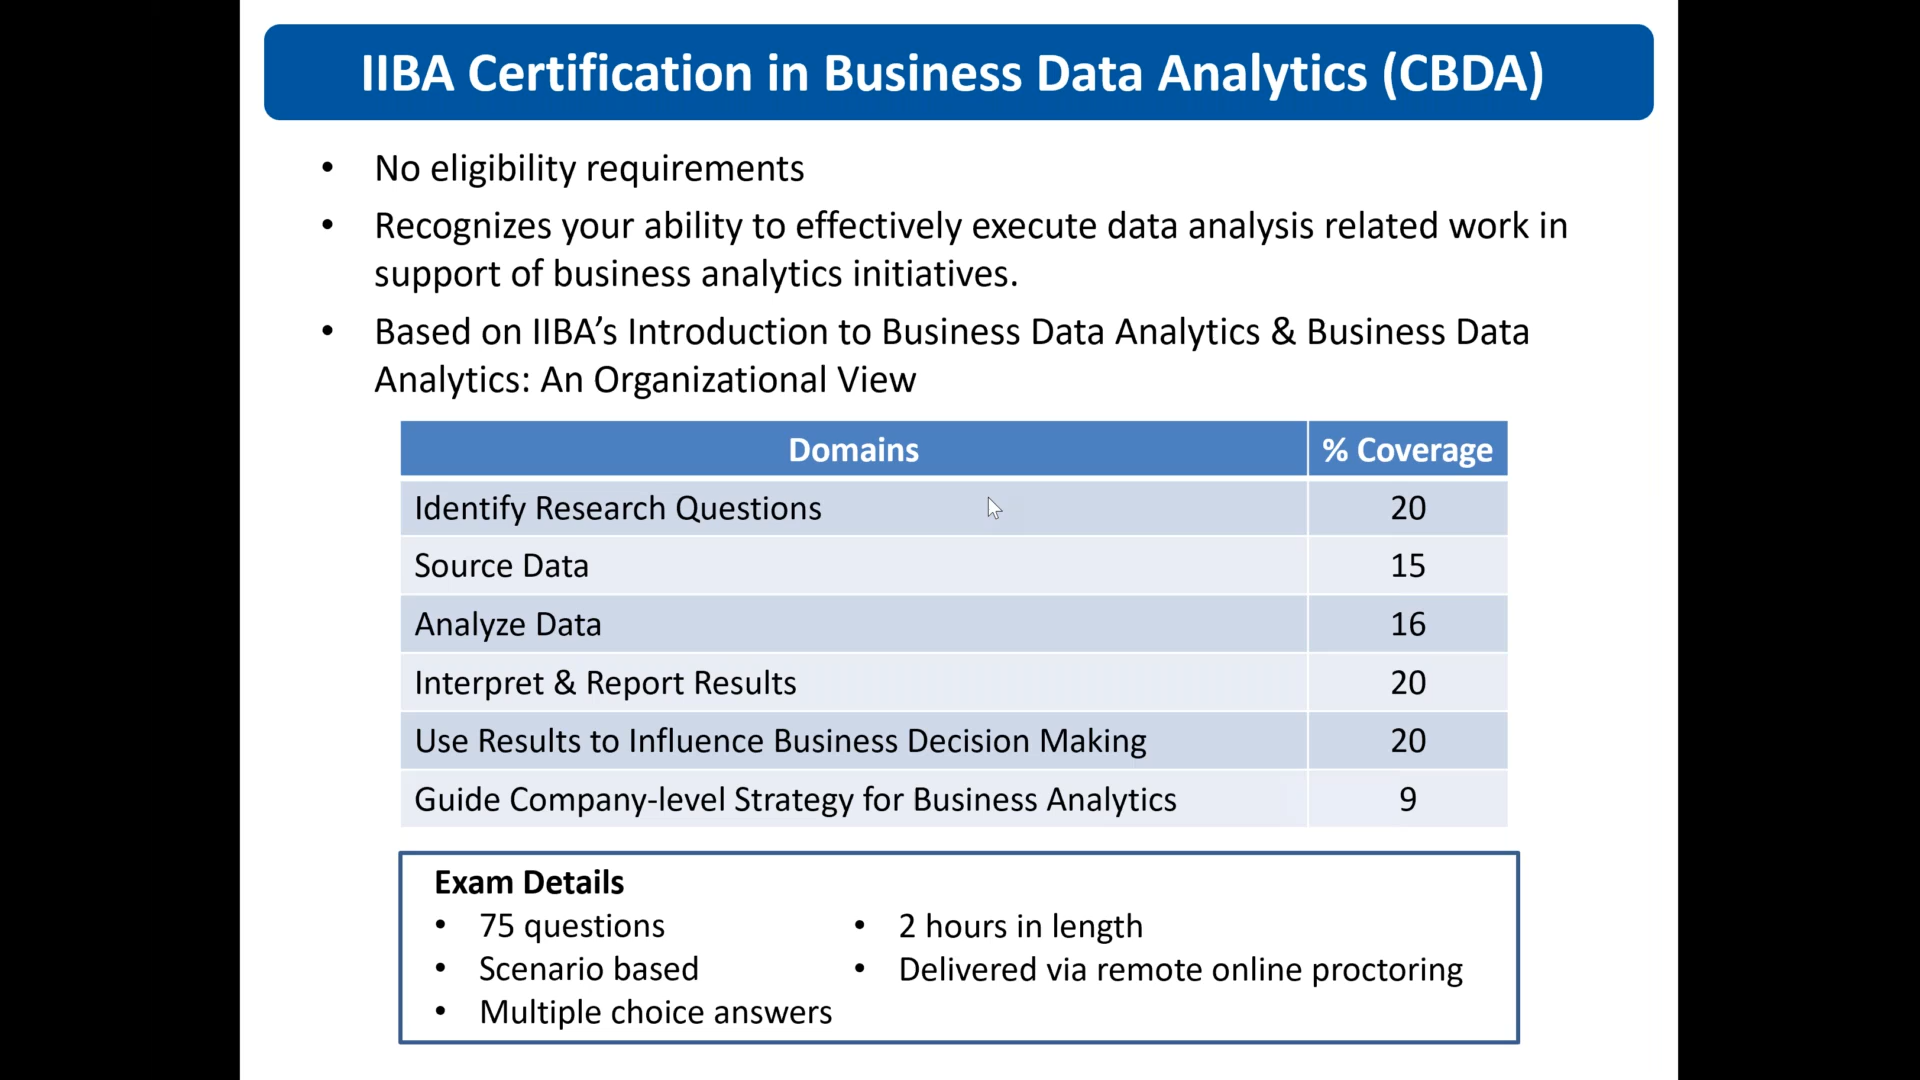 IIBA Certification in Business Data Analytics (CBDA)
• No eligibility requirements
• Recognizes your ability to effectively execute data analysis related work in
support of business analytics initiatives.
• Based on IIBA’s Introduction to Business Data Analytics & Business Data
Analytics: An Organizational View
Domains % Coverage
Identify Research Questions 20
Source Data 15
Analyze Data 16
Interpret & Report Results 20
Use Results to Influence Business Decision Making 20
Guide Company-level Strategy for Business Analytics 9
Exam Details
• 75 questions
• Scenario based
• Multiple choice answers
• 2 hours in length
• Delivered via remote online proctoring